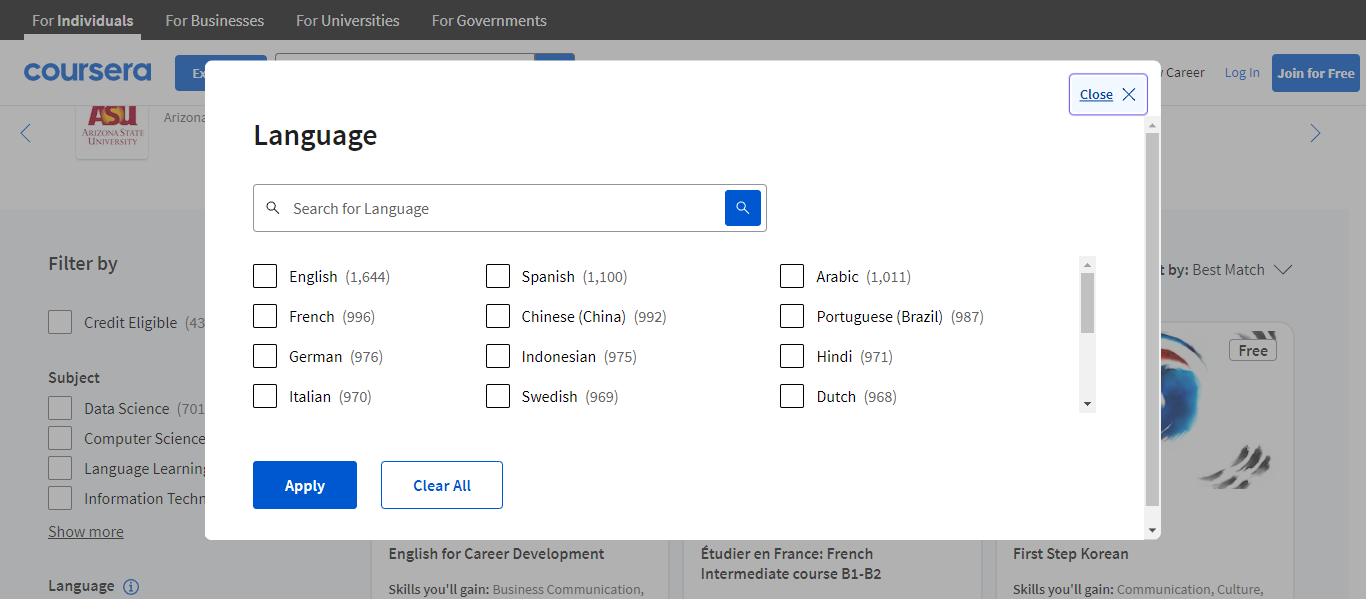 For Individuals For Businesses For Universities For Governments
coursera Ex Career Log In Join for Free
Close
ASU
ARIZONA STATE
UNIVERSITY
Arizona
Language
Search for Language
Filter by
English (1,644) Spanish (1,100) Arabic (1,011)
t by: Best Match
French (996) Chinese (China) (992) Portuguese (Brazil) (987)
Credit Eligible (43
German (976) Indonesian (975) Hindi (971)
Free
Subject
Italian (970) Swedish (969) Dutch (968)
Data Science (701
Computer Science
Language Learning
Information Techn
Apply Clear All
Show more
English for Career Development
Étudier en France: French
Intermediate course B1-B2
First Step Korean
Language
Skills you'll gain: Business Communication,
Skills you'll gain: Communication, Culture,